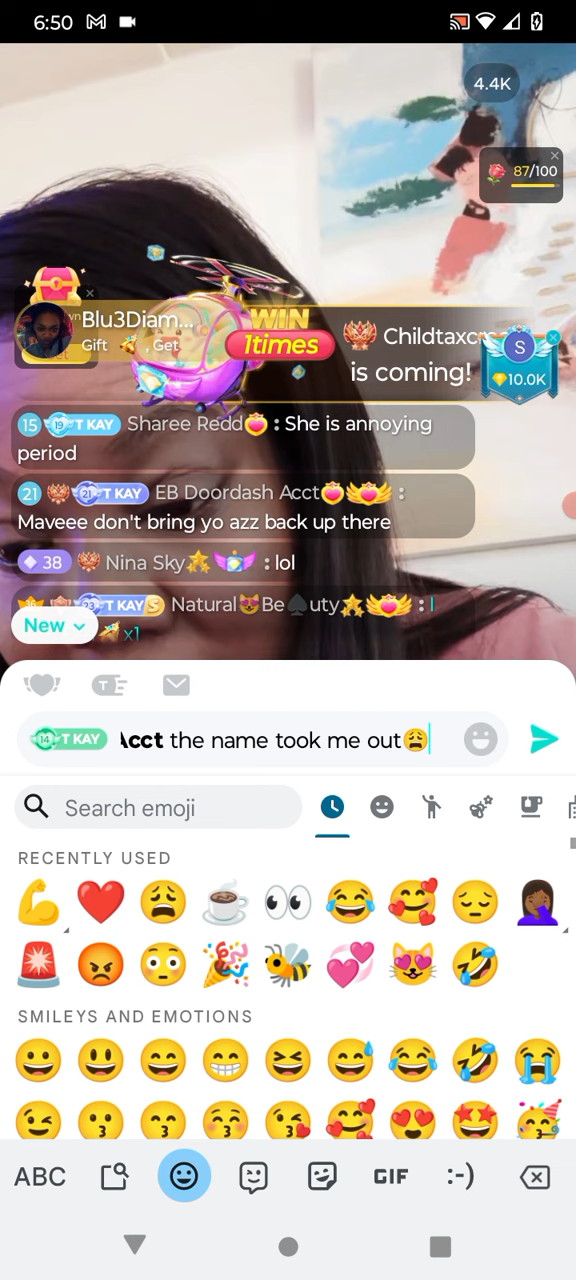 6:50
4.4K
87/100
Blu3Diam...
Gift , Get
WIN
1times
Childtaxcr
is coming!
S
10.0K
15 19 T KAY Sharee Redd : She is annoying
period
21 21 T KAY EB Doordash Acct :
Maveee don't bring yo azz back up there
38 Nina Sky : lol
23 T KAY S Natural😻Be♠uty : I
New
x1
14 T KAY Acct the name took me out😩
Search emoji
RECENTLY USED
SMILEYS AND EMOTIONS
ABC GIF :-)